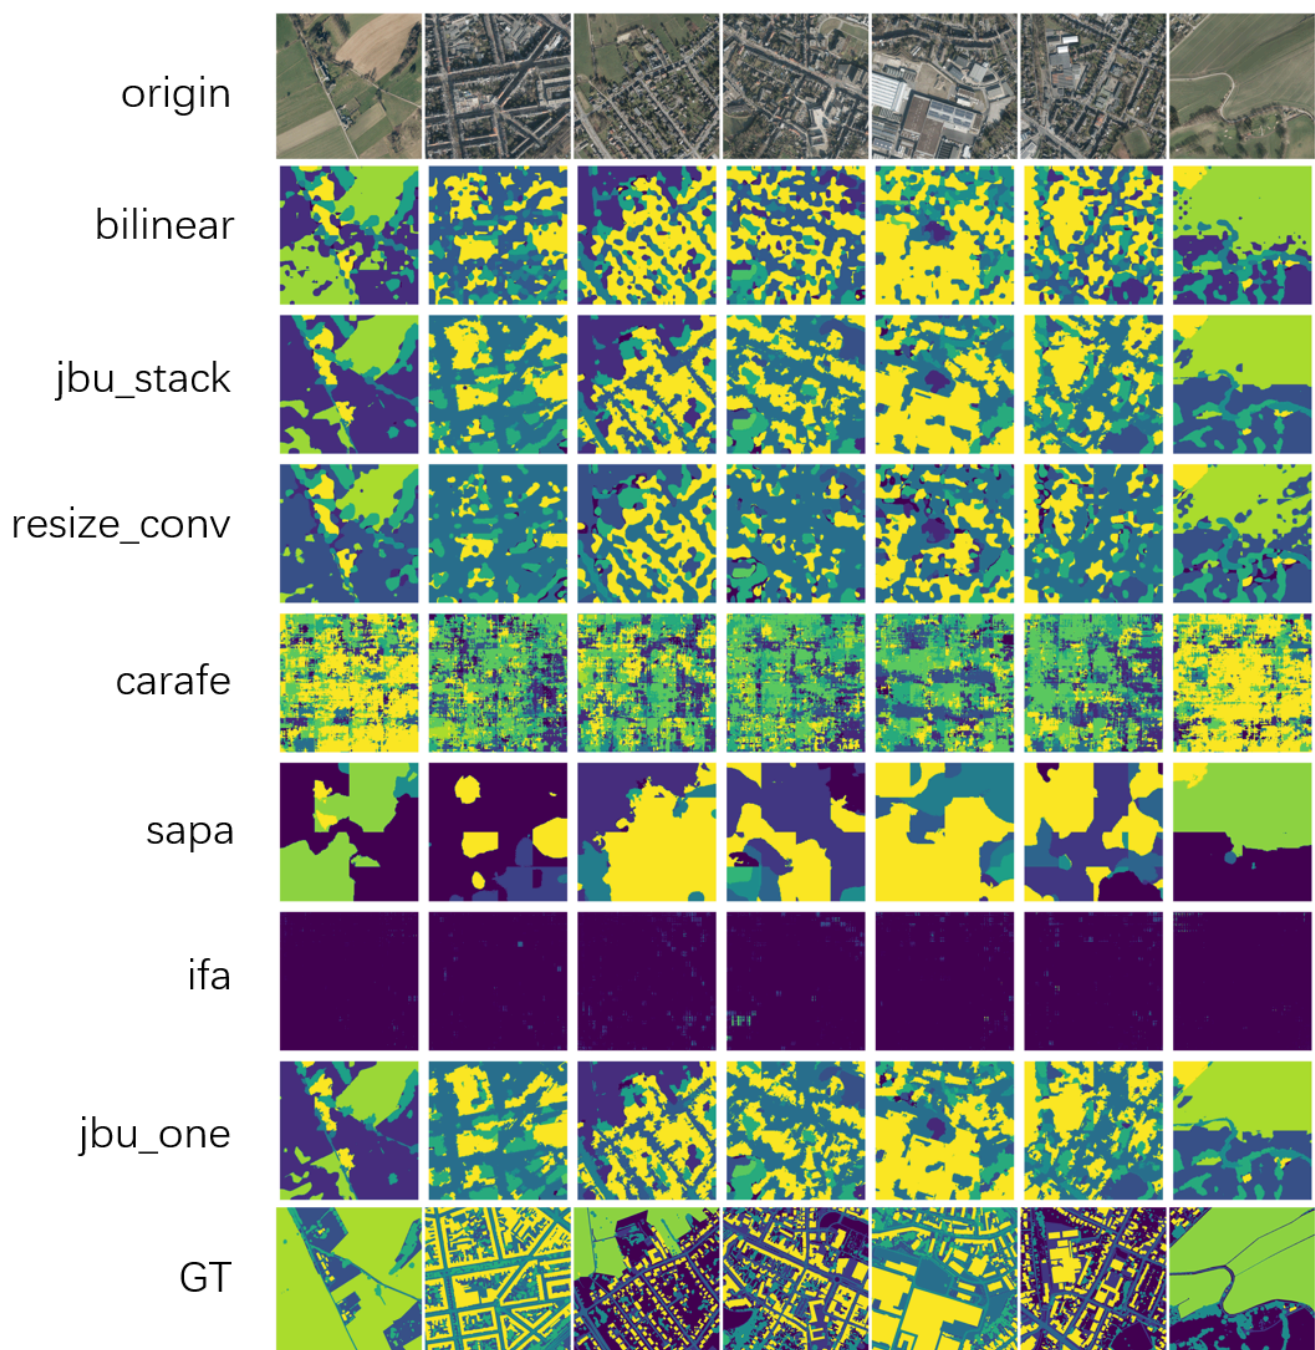 origin
bilinear
jbu_stack
resize_conv
carafe
sapa
ifa
jbu_one
GT